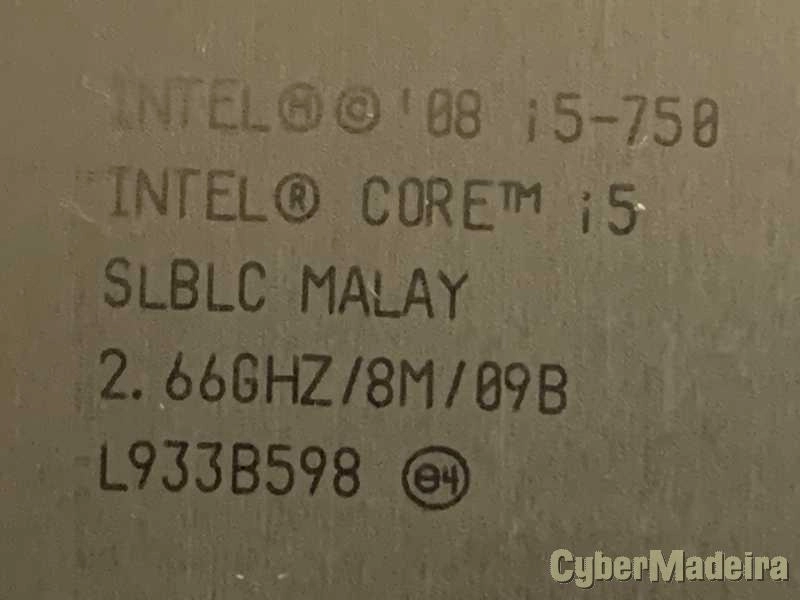 INTEL Ⓜ©'08 i5-750
INTEL® CORE™ i5
SLBLC MALAY
2.66GHZ/8M/09B
L933B598 e4
CyberMadeira